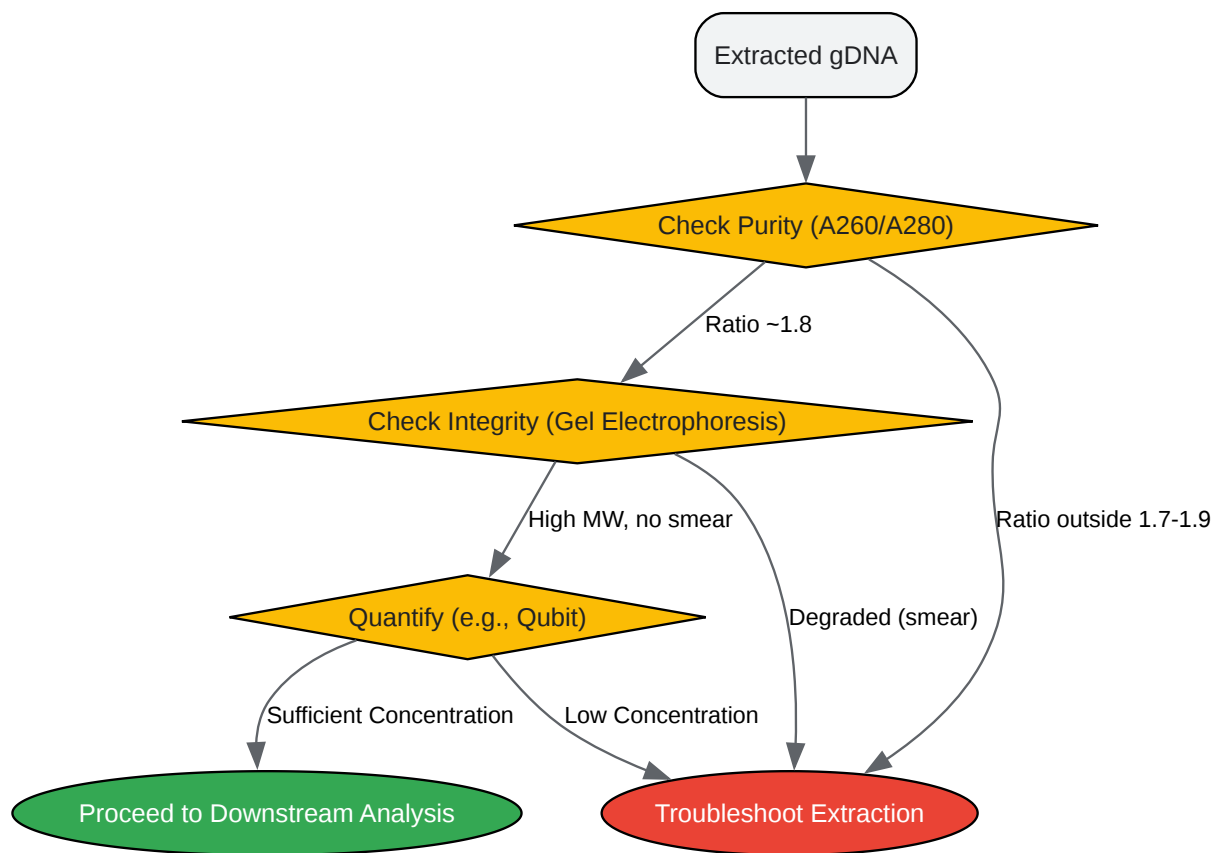 Extracted gDNA
Check Purity (A260/A280)
Ratio ~1.8
Check Integrity (Gel Electrophoresis)
High MW, no smear
Ratio outside 1.7-1.9
Quantify (e.g., Qubit)
Degraded (smear)
Sufficient Concentration
Low Concentration
Proceed to Downstream Analysis
Troubleshoot Extraction